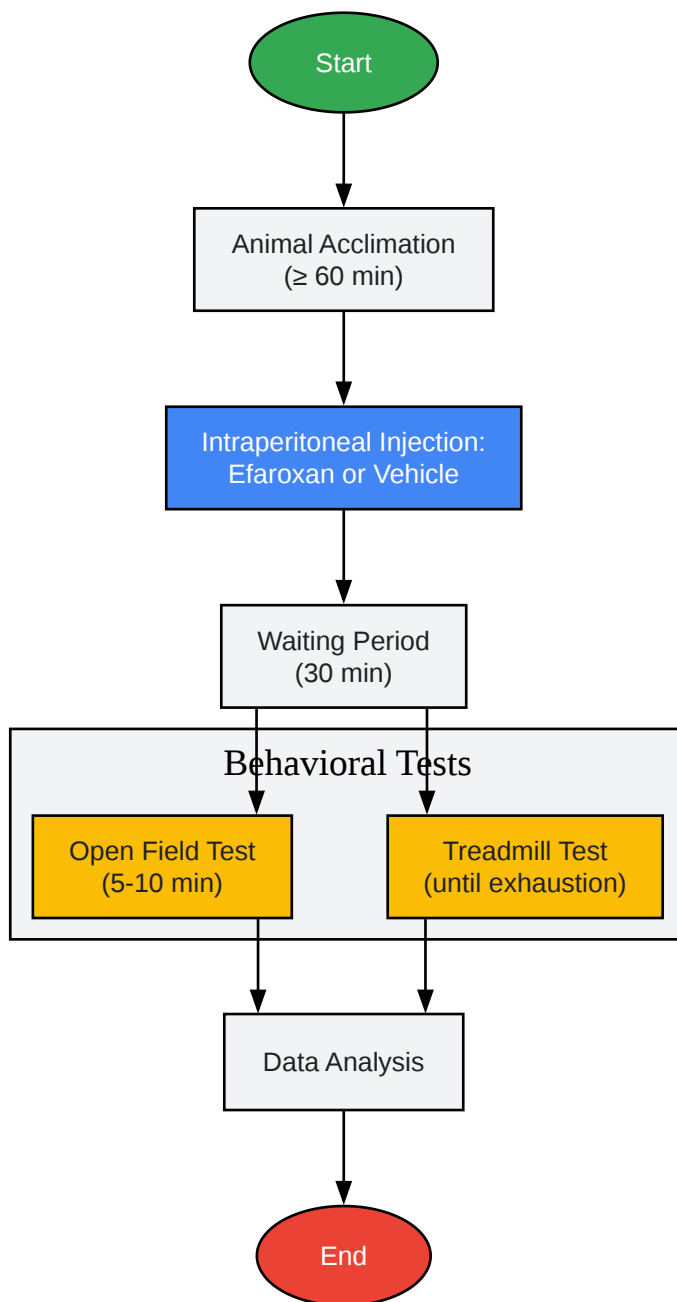 Start
Animal Acclimation
(≥ 60 min)
Intraperitoneal Injection:
Efaroxan or Vehicle
Waiting Period
(30 min)
Behavioral Tests
Open Field Test
(5-10 min)
Treadmill Test
(until exhaustion)
Data Analysis
End